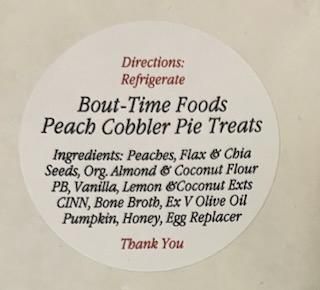 Directions:
Refrigerate
Bout-Time Foods
Peach Cobbler Pie Treats
Ingredients: Peaches, Flax & Chia
Seeds, Org. Almond & Coconut Flour
PB, Vanilla, Lemon &Coconut Exts
CINN, Bone Broth, Ex V Olive Oil
Pumpkin, Honey, Egg Replacer
Thank You